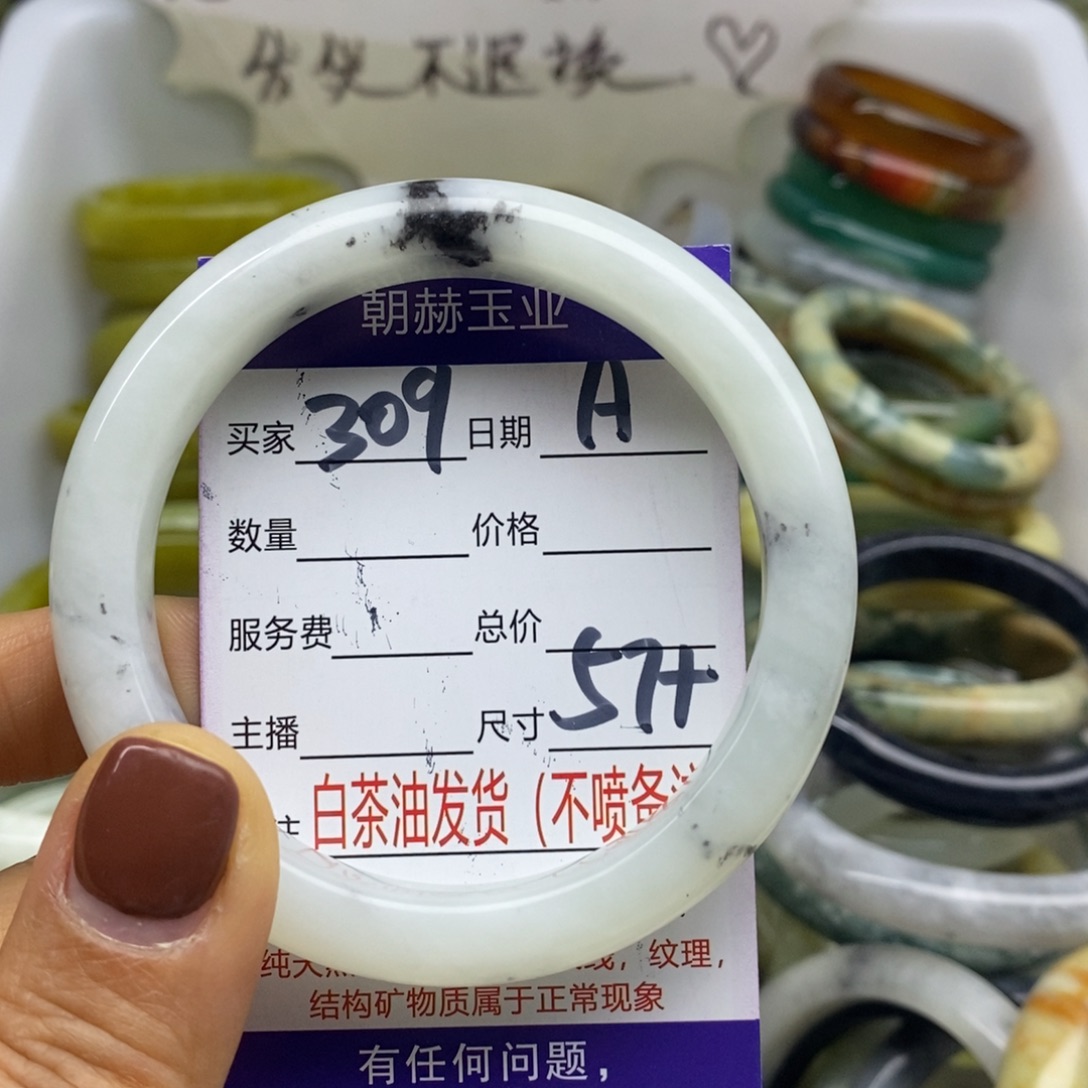 不退换
朝赫玉业
买家 309 日期 A
数量 价格
服务费 总价
主播 尺寸 57+
白茶油发货（不喷备注
纯天然 纹理，
结构矿物质属于正常现象
有任何问题，